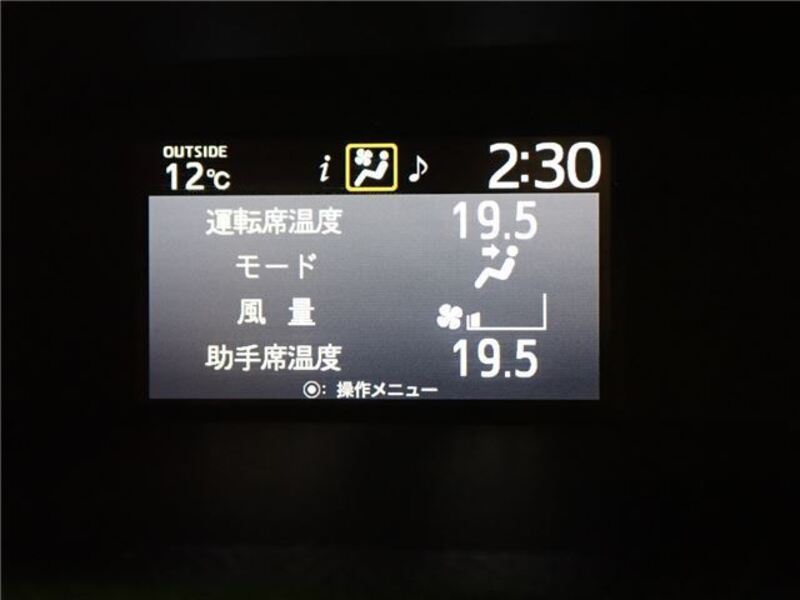 OUTSIDE
12℃ i ♪ 2:30
運転席温度 19.5
モード
風量
助手席温度 19.5
◉: 操作メニュー